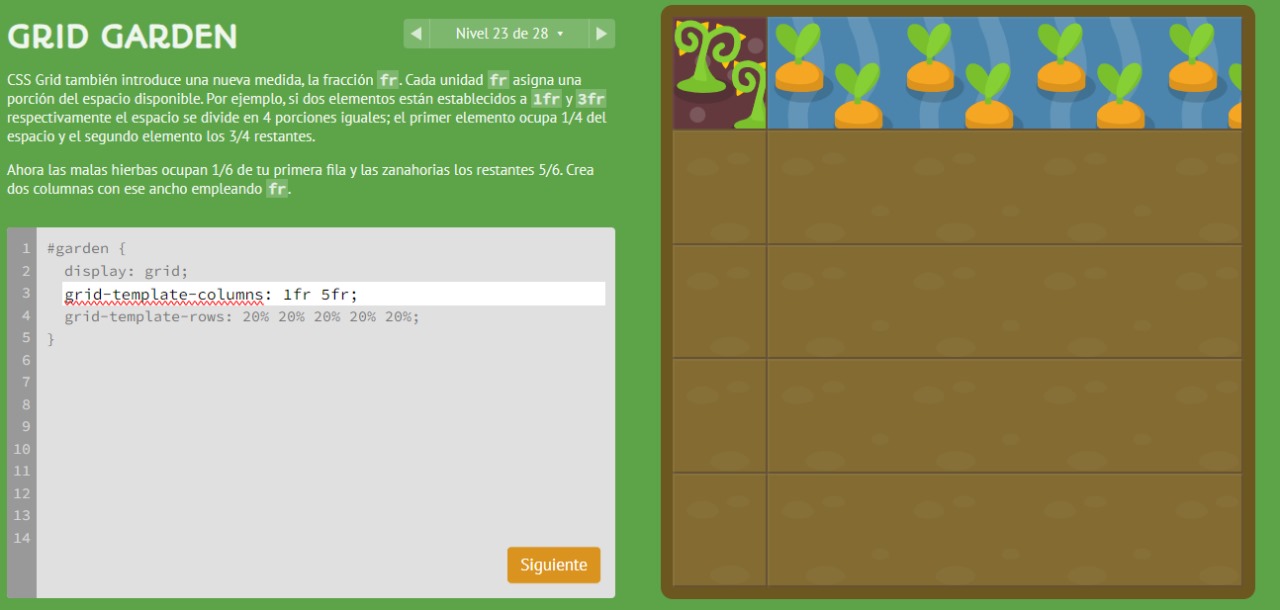 GRID GARDEN
◀ Nivel 23 de 28 ▾ ▶
CSS Grid también introduce una nueva medida, la fracción fr. Cada unidad fr asigna una
porción del espacio disponible. Por ejemplo, si dos elementos están establecidos a 1fr y 3fr
respectivamente el espacio se divide en 4 porciones iguales; el primer elemento ocupa 1/4 del
espacio y el segundo elemento los 3/4 restantes.
Ahora las malas hierbas ocupan 1/6 de tu primera fila y las zanahorias los restantes 5/6. Crea
dos columnas con ese ancho empleando fr.
1 #garden {
2 display: grid;
3 grid-template-columns: 1fr 5fr;
4 grid-template-rows: 20% 20% 20% 20% 20%;
5 }
6
7
8
9
10
11
12
13
14
Siguiente